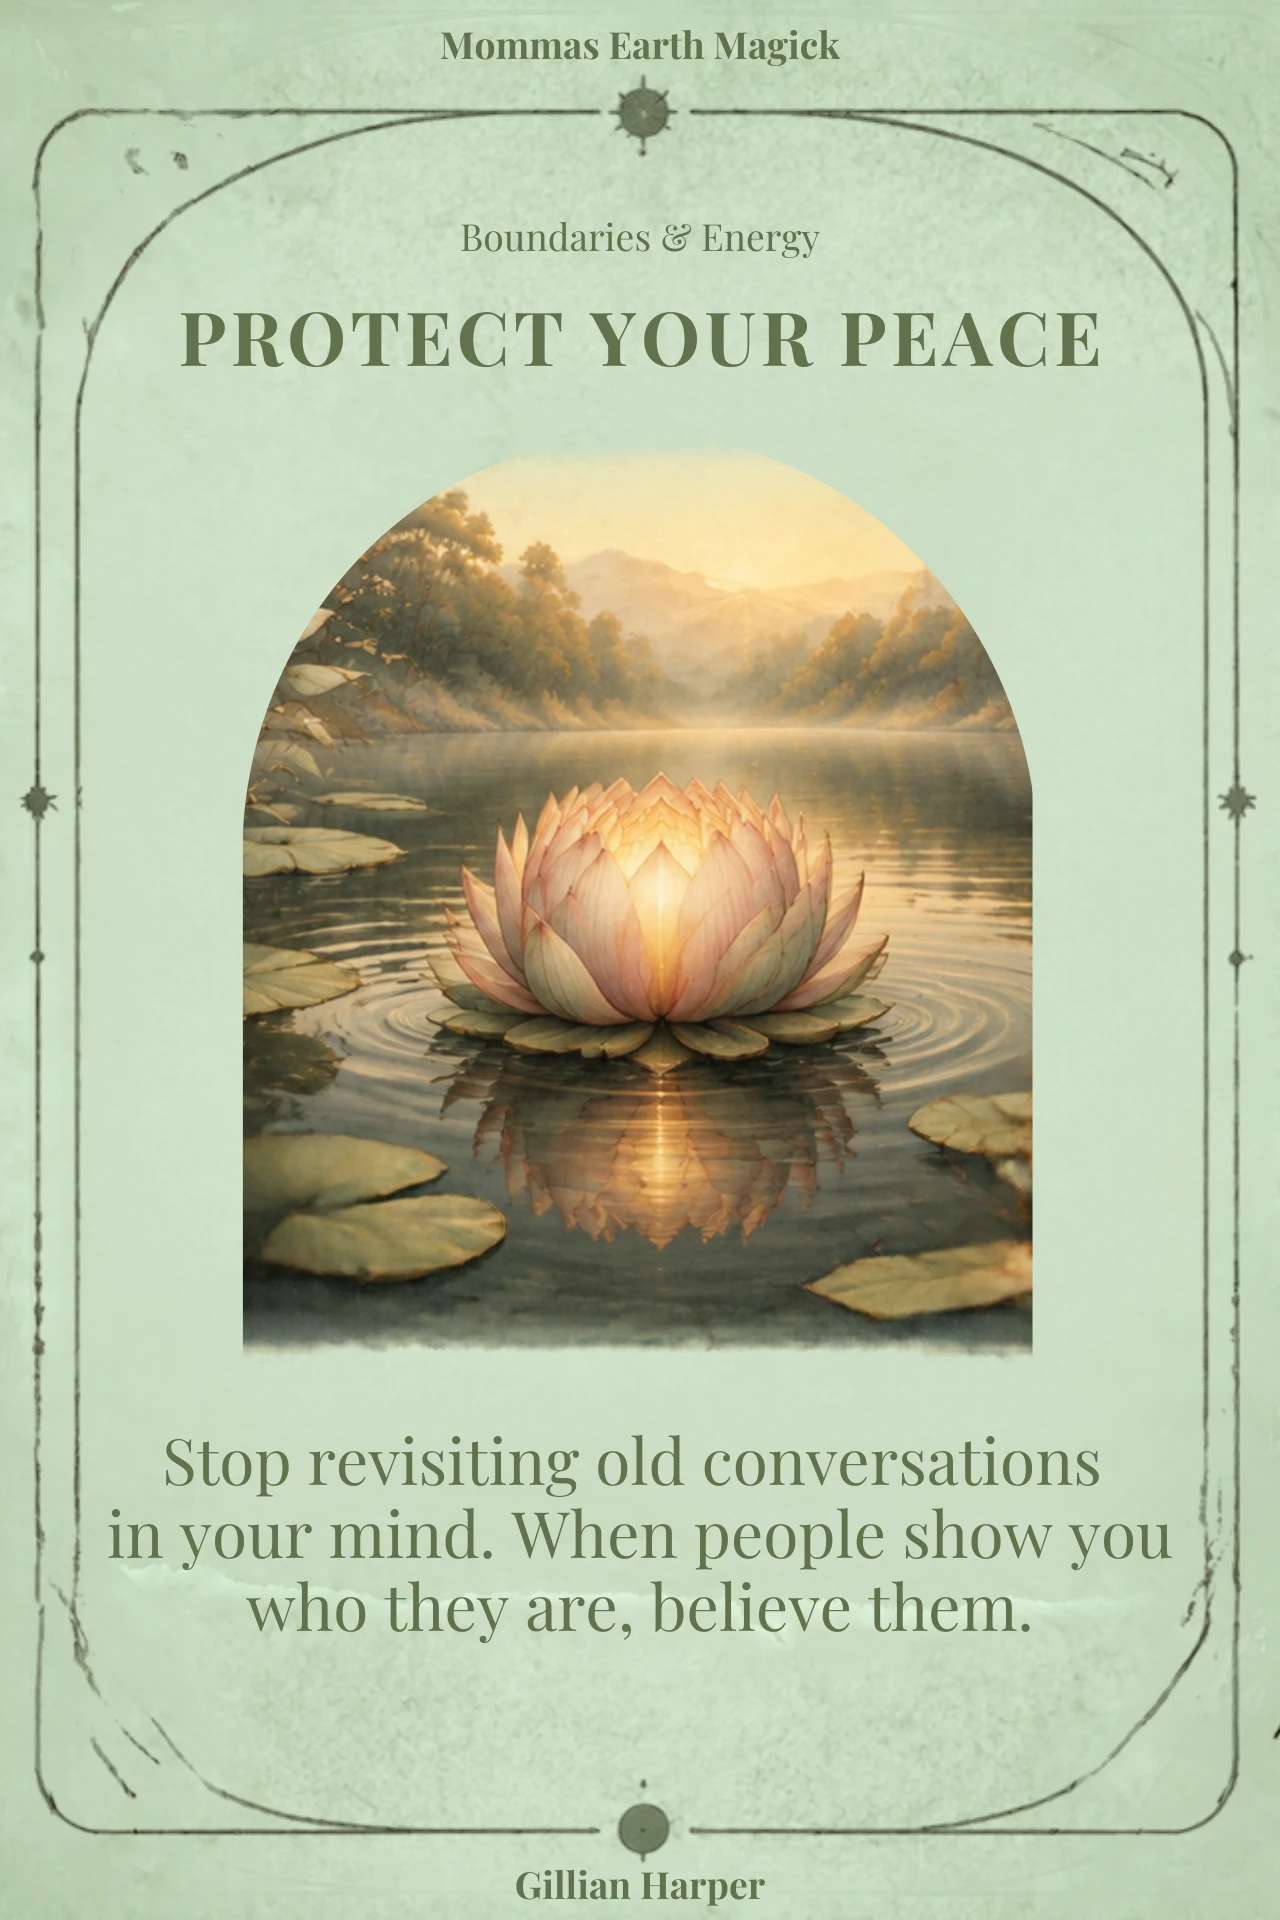 Mommas Earth Magick
Boundaries & Energy
PROTECT YOUR PEACE
Stop revisiting old conversations
in your mind. When people show you
who they are, believe them.
Gillian Harper